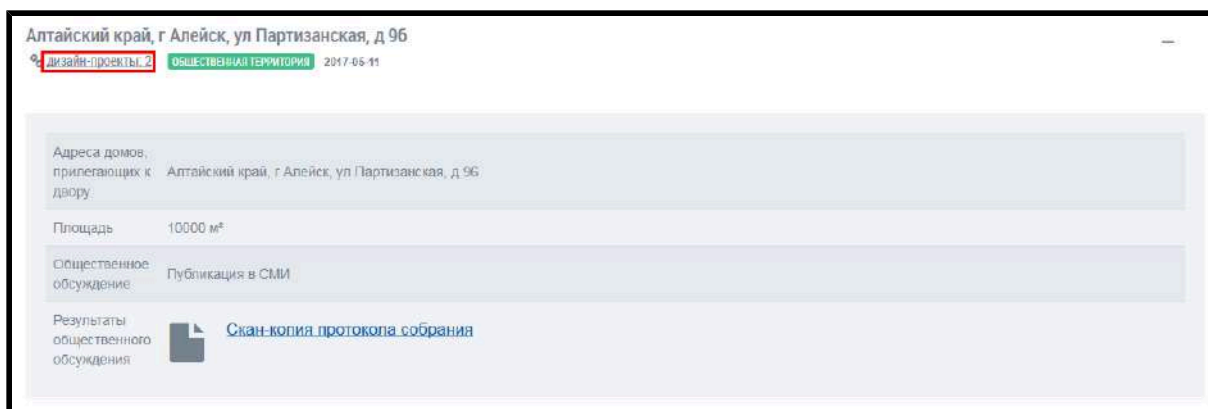 Алтайский край, г Алейск, ул Партизанская, д 96
дизайн-проекты: 2 ОБЩЕСТВЕННАЯ ТЕРРИТОРИЯ 2017-05-11
Адреса домов,
прилегающих к
двору
Алтайский край, г Алейск, ул Партизанская, д 96
Площадь 10000 м²
Общественное
обсуждение
Публикация в СМИ
Результаты
общественного
обсуждения
Скан-копия протокола собрания